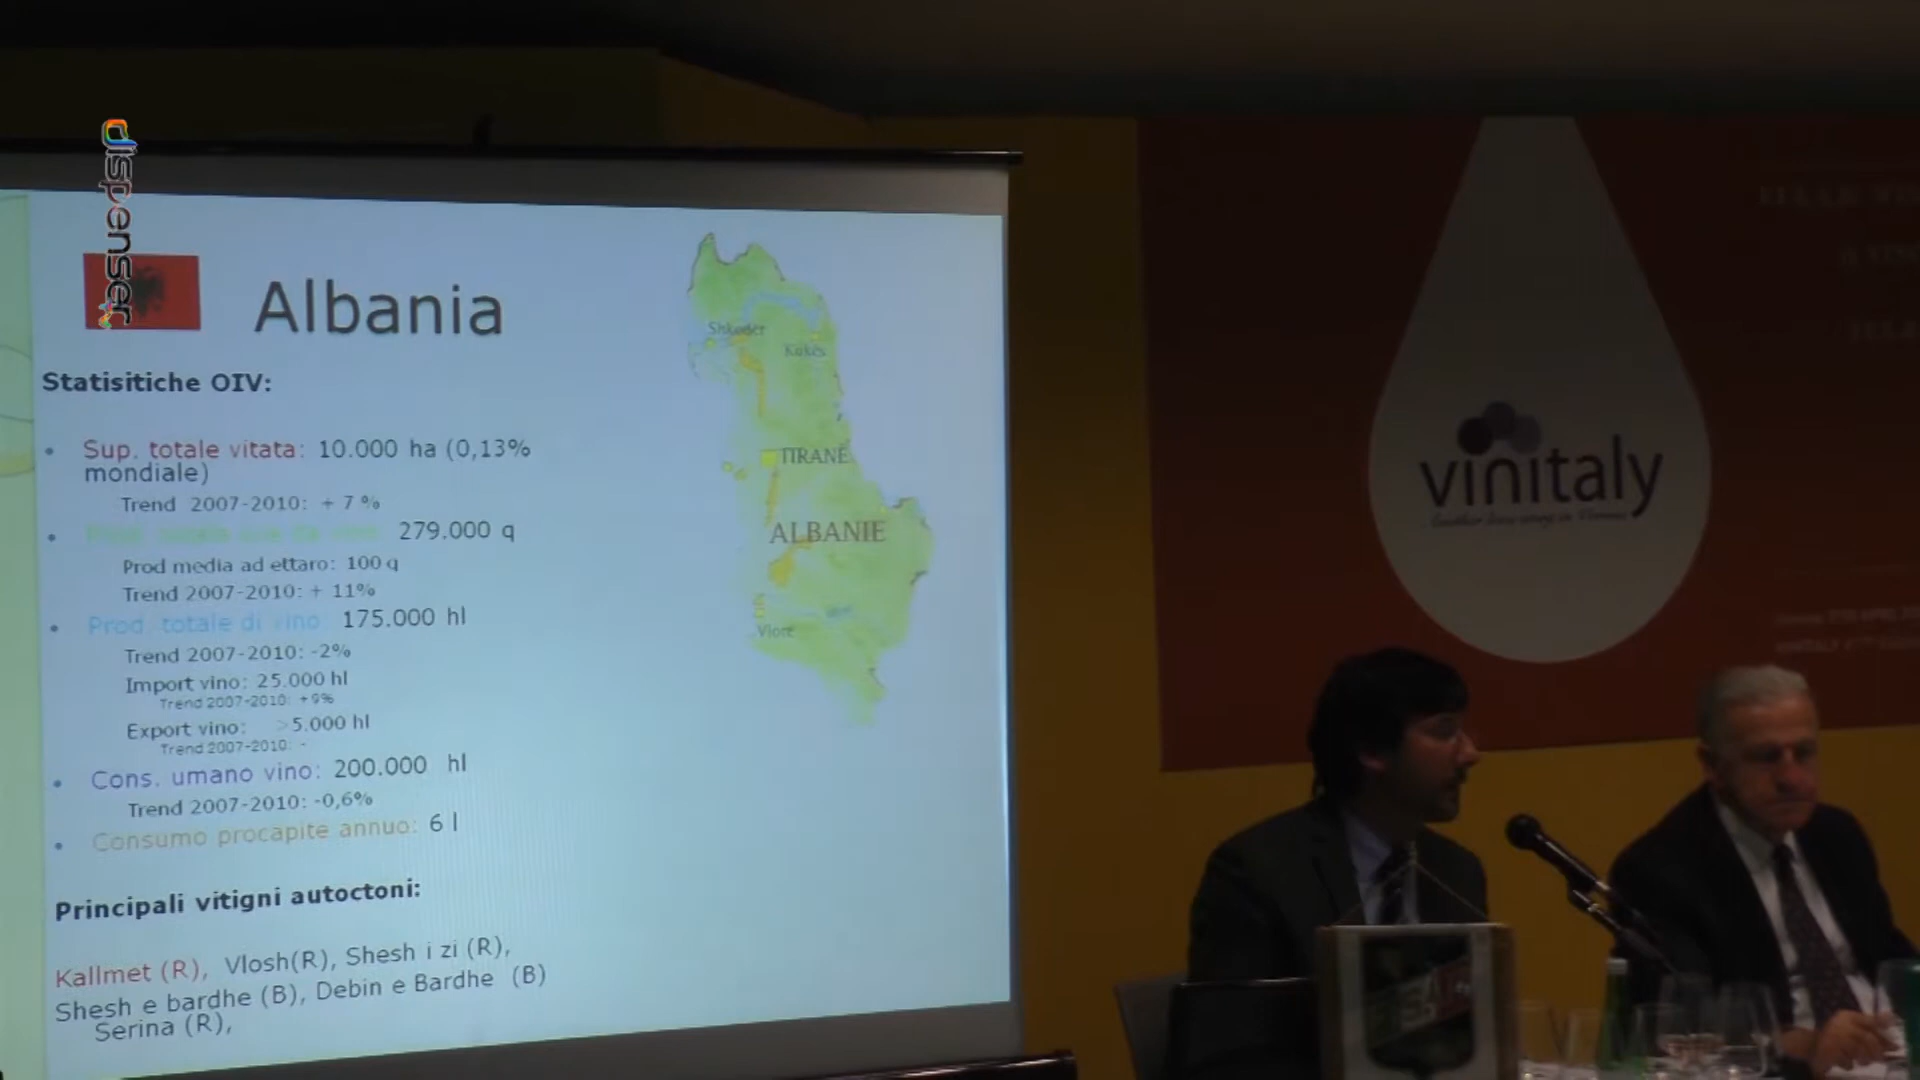 dispenser
Albania
Statisitiche OIV:
Sup. totale vitata: 10.000 ha (0,13%
mondiale)
Trend 2007-2010: + 7 %
279.000 q
Prod media ad ettaro: 100 q
Trend 2007-2010: + 11%
Prod. totale di vino: 175.000 hl
Trend 2007-2010: -2%
Import vino: 25.000 hl
Trend 2007-2010: +9%
Export vino: >5.000 hl
Trend 2007-2010: -
Cons. umano vino: 200.000 hl
Trend 2007-2010: -0,6%
Consumo procapite annuo: 6 l
Principali vitigni autoctoni:
Kallmet (R), Vlosh(R), Shesh i zi (R),
Shesh e bardhe (B), Debin e Bardhe (B)
Serina (R),
Shkoder
Kukës
TIRANË
ALBANIE
Vlorë
vinitaly